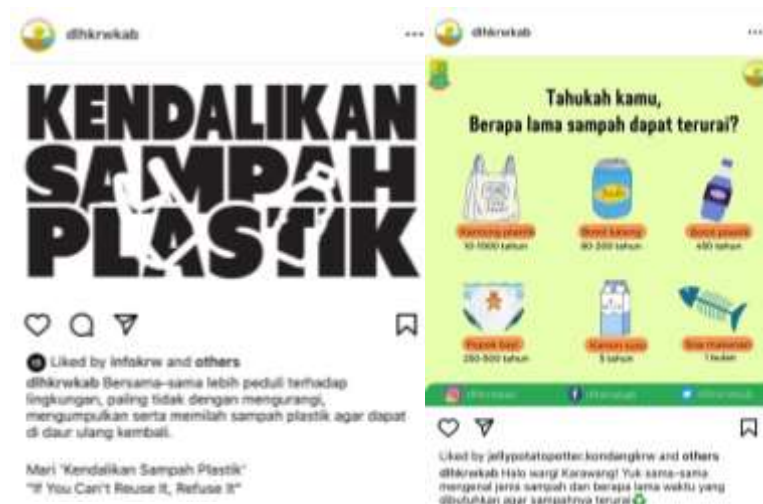 dlhkrwkab
KENDALIKAN
SAMPAH
PLASTIK
Liked by infokrw and others
dlhkrwkab Bersama-sama lebih peduli terhadap
lingkungan, paling tidak dengan mengurangi,
mengumpulkan serta memilah sampah plastik agar dapat
di daur ulang kembali.
Mari 'Kendalikan Sampah Plastik'
"If You Can't Reuse It, Refuse It"
dlhkrwkab
Tahukah kamu,
Berapa lama sampah dapat terurai?
Kantong plastik
10-1000 tahun
Botol kaleng
80-200 tahun
Botol plastik
450 tahun
Popok bayi
250-500 tahun
Karton susu
5 tahun
Sisa makanan
1 bulan
Liked by jellypotatopotter.kondangkrw and others
dlhkrwkab Halo wargi Karawang! Yuk sama-sama
mengenal jenis sampah dan berapa lama waktu yang
dibutuhkan agar sampahnya terurai